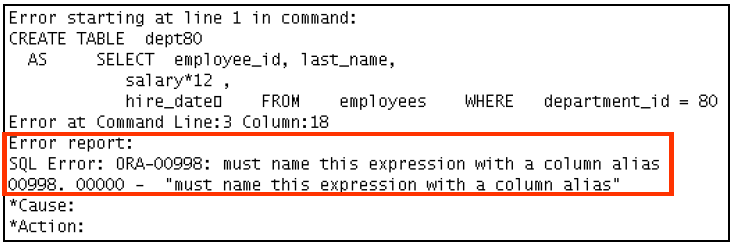 Error starting at line 1 in command:
CREATE TABLE dept80
AS SELECT employee_id, last_name,
salary*12 ,
hire_date▯ FROM employees WHERE department_id = 80
Error at Command Line:3 Column:18
Error report:
SQL Error: ORA-00998: must name this expression with a column alias
00998. 00000 - "must name this expression with a column alias"
*Cause:
*Action: